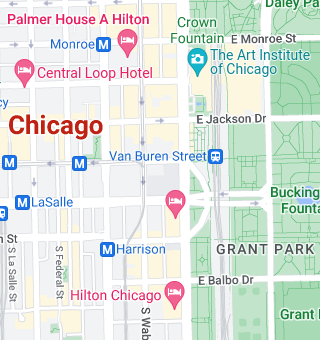 Palmer House A Hilton
Crown
Fountain
Daley Pa
Monroe M
E Monroe St
The Art Institute
of Chicago
Central Loop Hotel
cy
Chicago
E Jackson Dr
Van Buren Street
M
M
M LaSalle
Bucking
Founta
n St
M Harrison
GRANT PARK
S La Salle St
S Federal St
E Balbo Dr
Hilton Chicago
S Wab
Grant